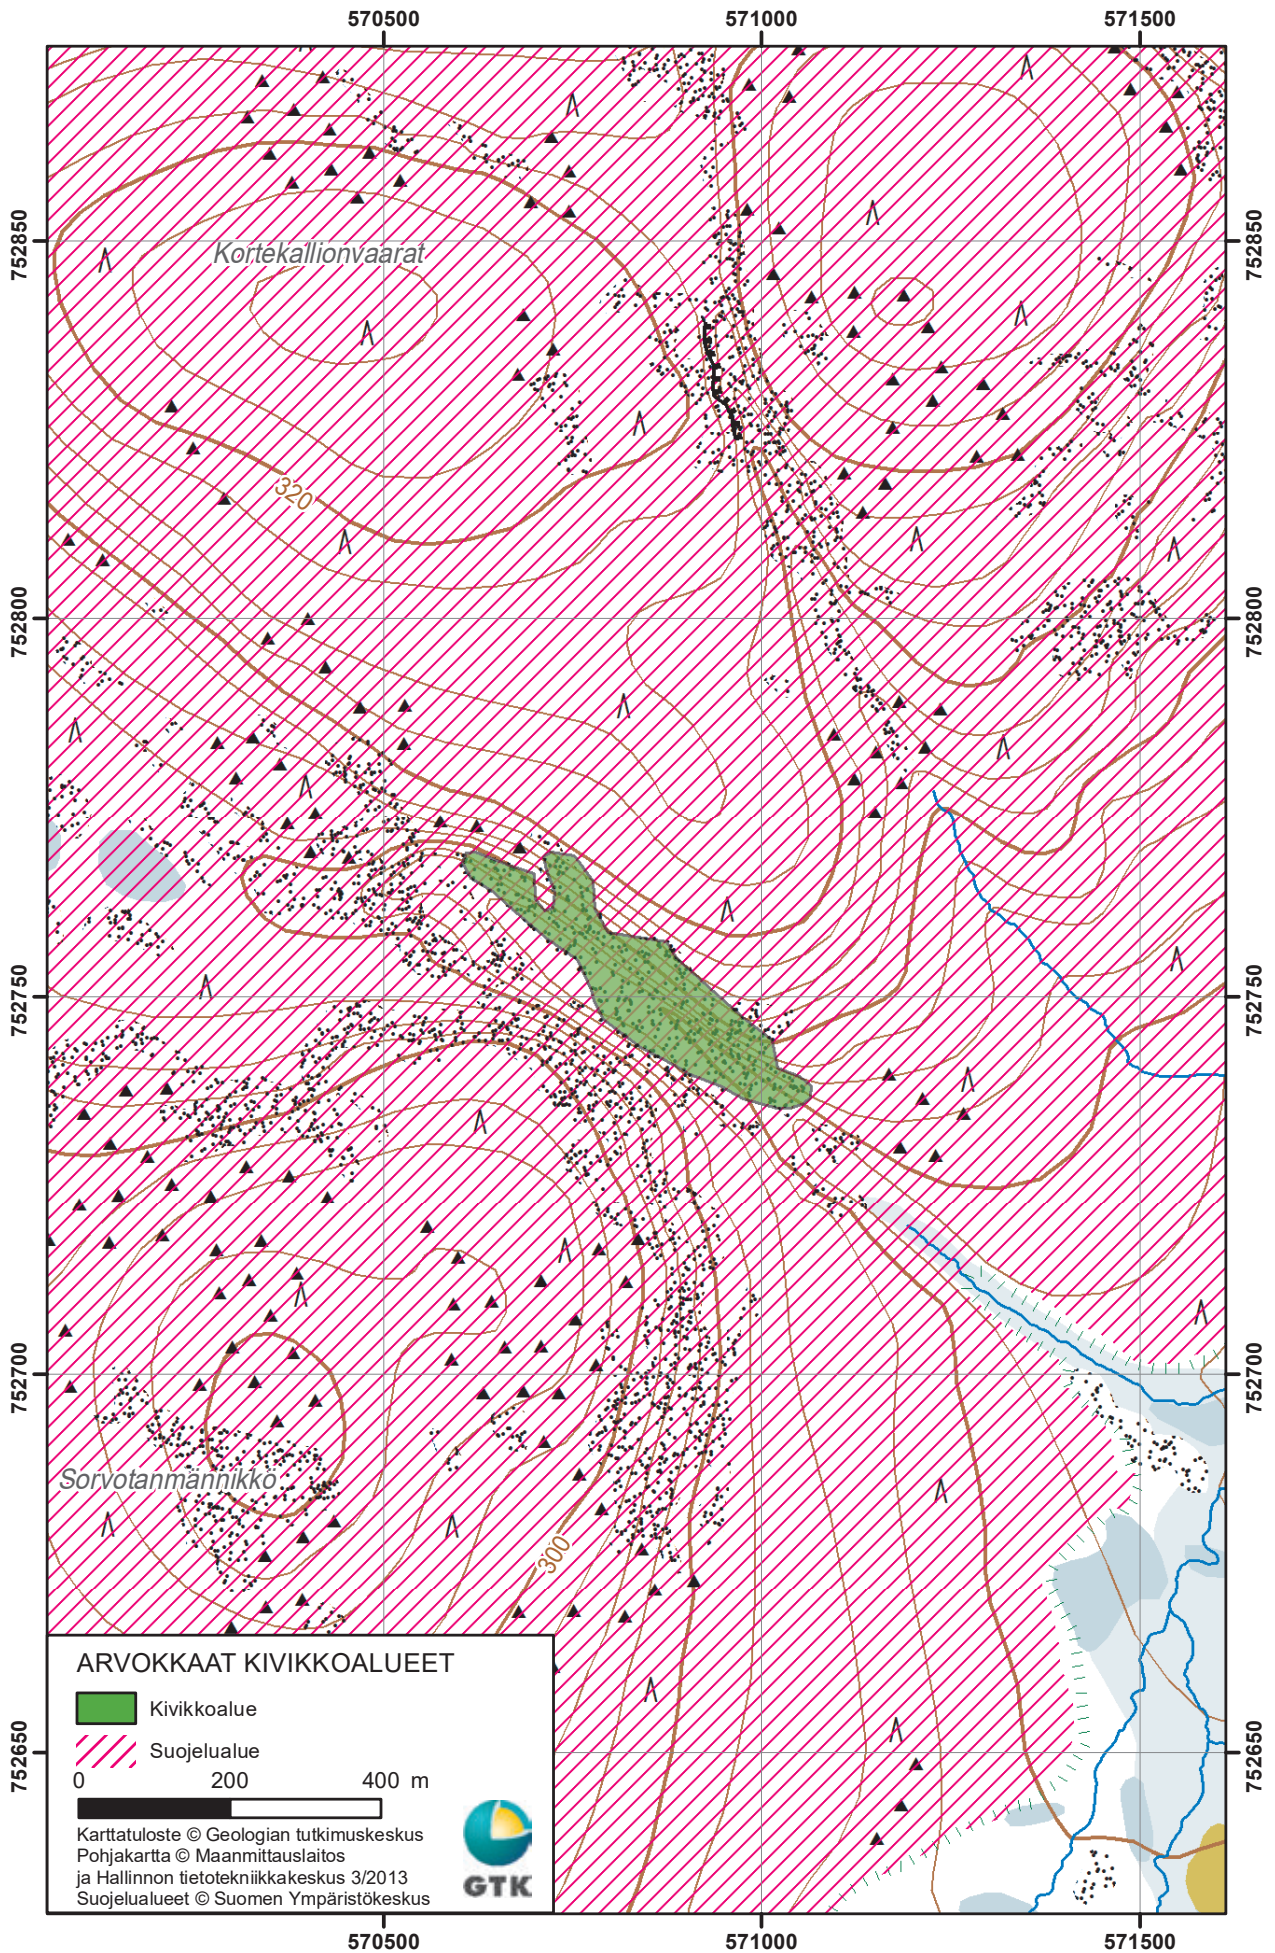 570500 571000 571500
752850 752850
Kortekallionvaarat
320
752800 752800
752750 752750
752700 752700
Sorvotanmännikkö
300
ARVOKKAAT KIVIKKOALUEET
Kivikkoalue
Suojelualue
752650 752650
0 200 400 m
Karttatuloste © Geologian tutkimuskeskus
Pohjakartta © Maanmittauslaitos
ja Hallinnon tietotekniikkakeskus 3/2013
Suojelualueet © Suomen Ympäristökeskus
GTK
570500 571000 571500